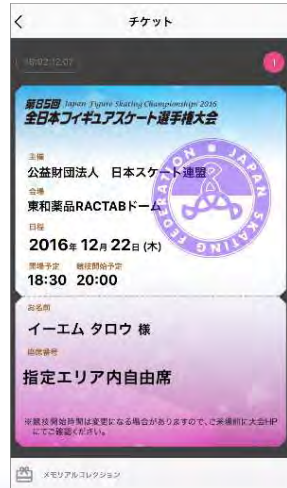 チケット
1
第85回 Japan Figure Skating Championships 2016
全日本フィギュアスケート選手権大会
主催
公益財団法人 日本スケート連盟
会場
東和薬品RACTABドーム
日程
2016年 12月 22日 (木)
開場予定 競技開始予定
18:30 20:00
JAPAN SKATING FEDERATION
お名前
イーエム タロウ 様
座席番号
指定エリア内自由席
※競技開始時間は変更になる場合がありますので、ご来場前に大会HP
にてご確認ください。
メモリアルコレクション